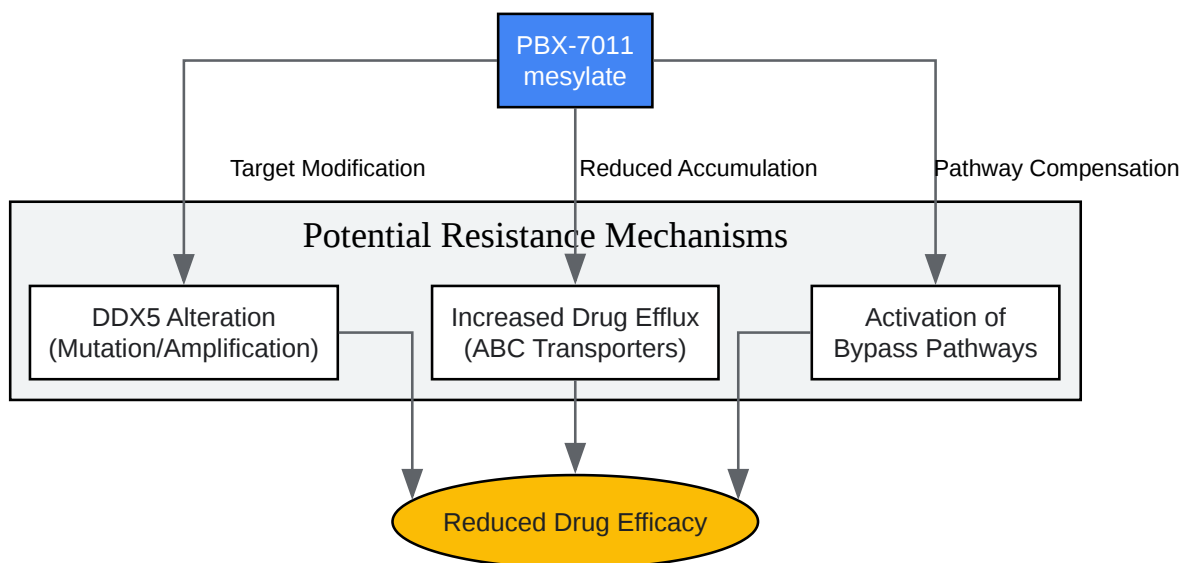 PBX-7011
mesylate
Target Modification
Reduced Accumulation
Pathway Compensation
Potential Resistance Mechanisms
DDX5 Alteration
(Mutation/Amplification)
Increased Drug Efflux
(ABC Transporters)
Activation of
Bypass Pathways
Reduced Drug Efficacy